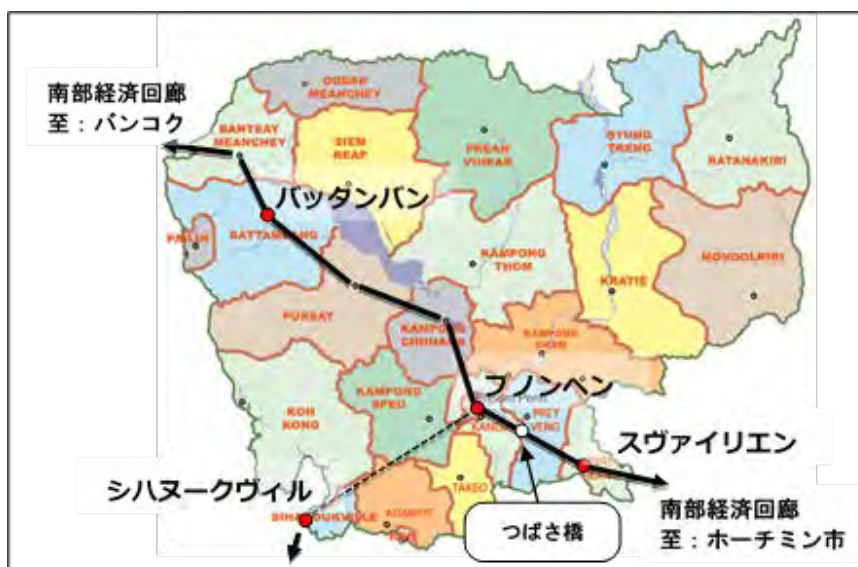 南部経済回廊
至：バンコク
ODDAR
MEANCHEY
BANTEAY
MEANCHEY
SIEM
REAP
PREAH
VIHEAR
STUNG
TRENG
RATANAKIRI
バッタンバン
BATTAMBANG
PAILIN
KAMPONG
THOM
KRATIE
MONDOLKIRI
PURSAT
KAMPONG
CHHNANG
KAMPONG
CHAM
プノンペン
KOH
KONG
KAMPONG
SPEU
KANDAL
PREY
VENG
スヴァイリエン
シハヌークヴィル
SIHANOUKVILLE
KAMPOT
TAKEO
つばさ橋
南部経済回廊
至：ホーチミン市